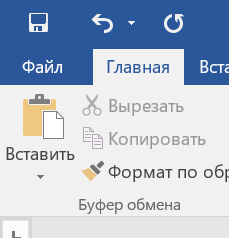 Файл Главная Вста
Вырезать
Копировать
Вставить
Формат по обр
Буфер обмена